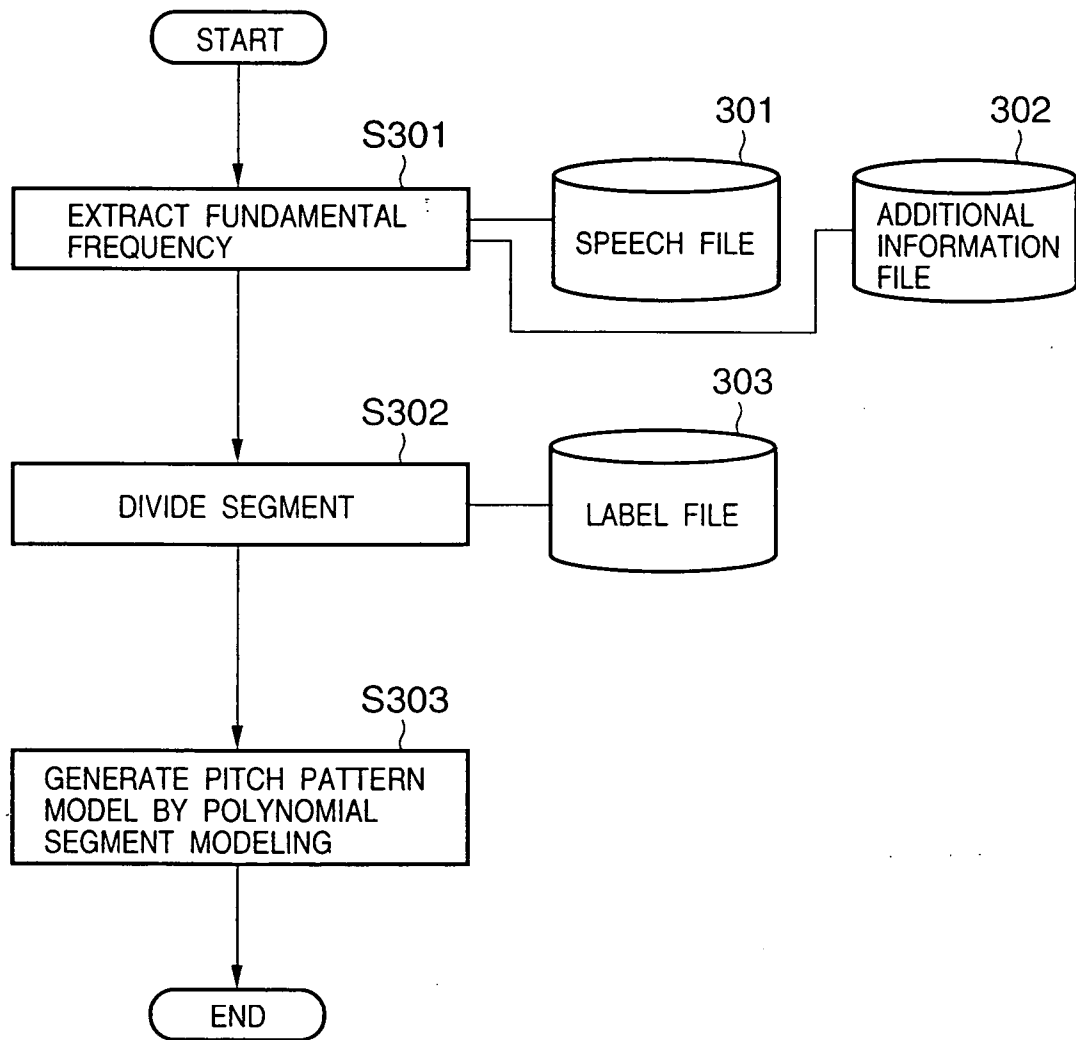 START
S301
EXTRACT FUNDAMENTAL
FREQUENCY
301
SPEECH FILE
302
ADDITIONAL
INFORMATION
FILE
S302
DIVIDE SEGMENT
303
LABEL FILE
S303
GENERATE PITCH PATTERN
MODEL BY POLYNOMIAL
SEGMENT MODELING
END